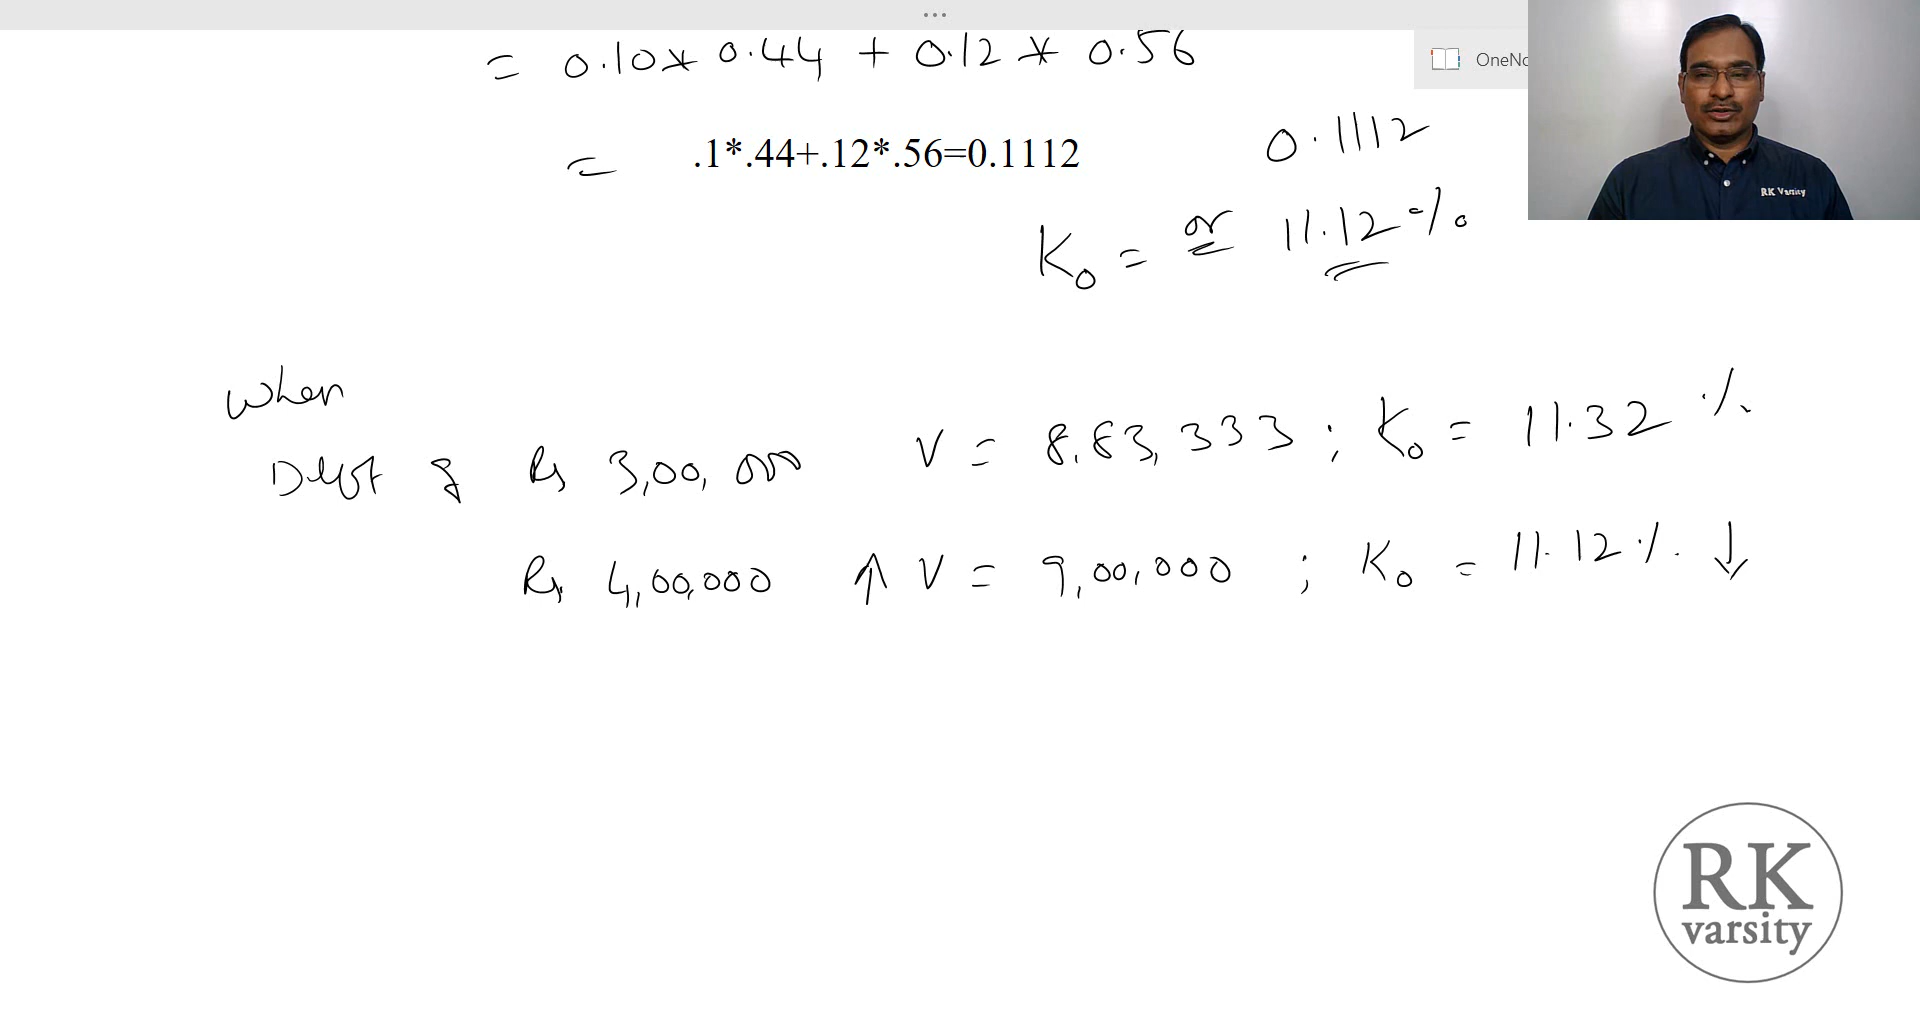 ...
= 0.10* 0.44 + 0.12 * 0.56
OneNo
= .1*.44+.12*.56=0.1112
0.1112
RK Varsity
K₀ = or 11.12 %
When
Debt of Rs 3,00,000 V = 8,83,333 ; K₀ = 11.32 %
Rs 4,00,000 ↑ V = 9,00,000 ; K₀ = 11.12 % ↓
RK
varsity